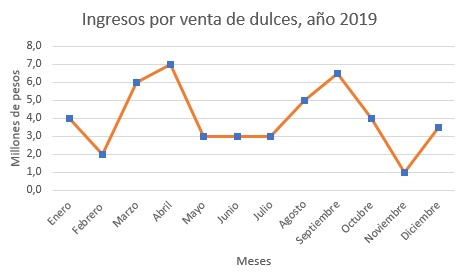 Ingresos por venta de dulces, año 2019
8,0
7,0
6,0
5,0
4,0
3,0
2,0
1,0
0,0
Millones de pesos
Enero
Febrero
Marzo
Abril
Mayo
Junio
Julio
Agosto
Septiembre
Octubre
Noviembre
Diciembre
Meses